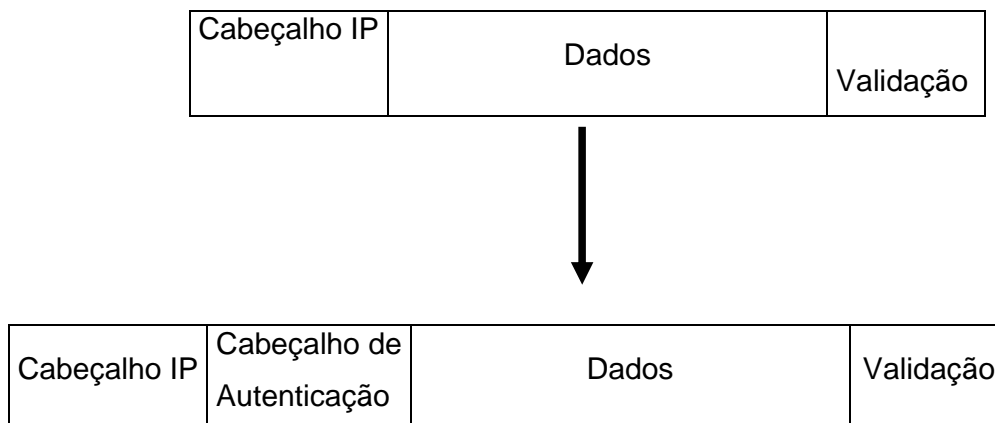 Cabeçalho IP
Dados
Validação
Cabeçalho IP
Cabeçalho de
Autenticação
Dados
Validação